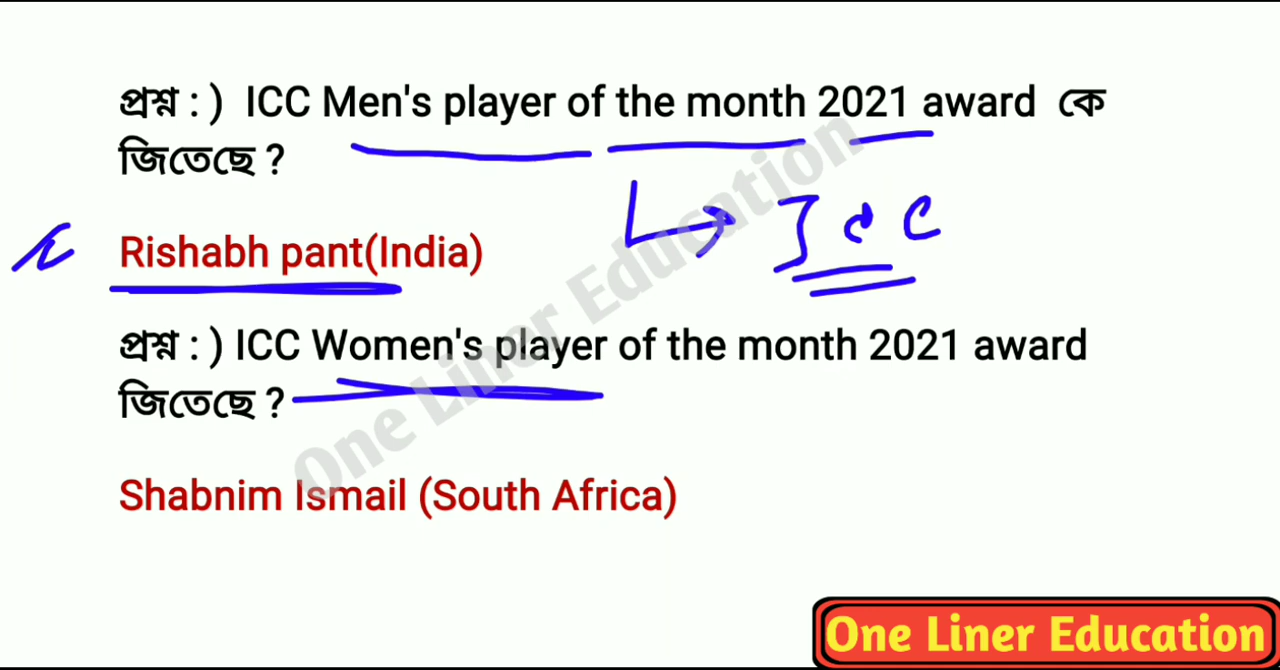 প্রশ্ন : ) ICC Men's player of the month 2021 award কে
জিতেছে ?
ICC
Rishabh pant(India)
প্রশ্ন : ) ICC Women's player of the month 2021 award
জিতেছে ?
Shabnim Ismail (South Africa)
One Liner Education
One Liner Education